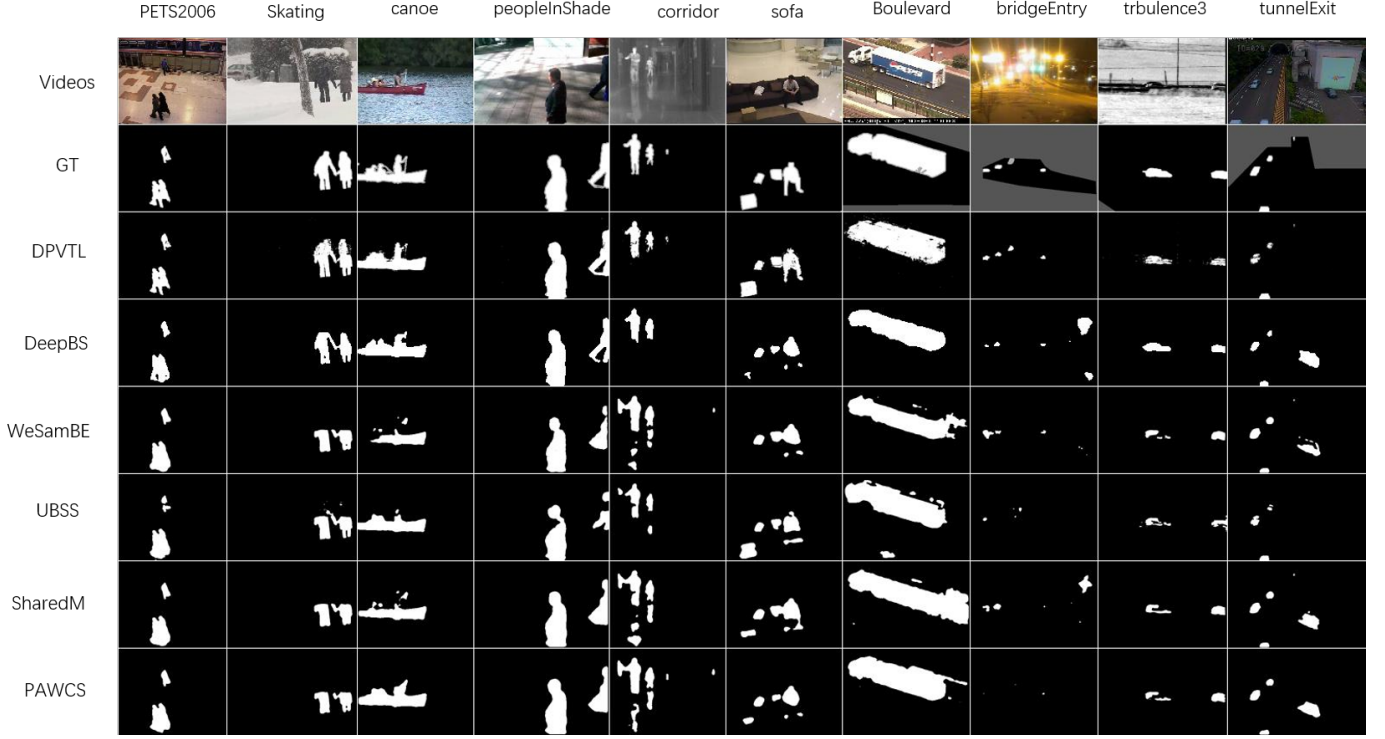 PETS2006 Skating canoe peopleInShade corridor sofa Boulevard bridgeEntry trbulence3 tunnelExit
Videos
GT
DPVTL
DeepBS
WeSamBE
UBSS
SharedM
PAWCS